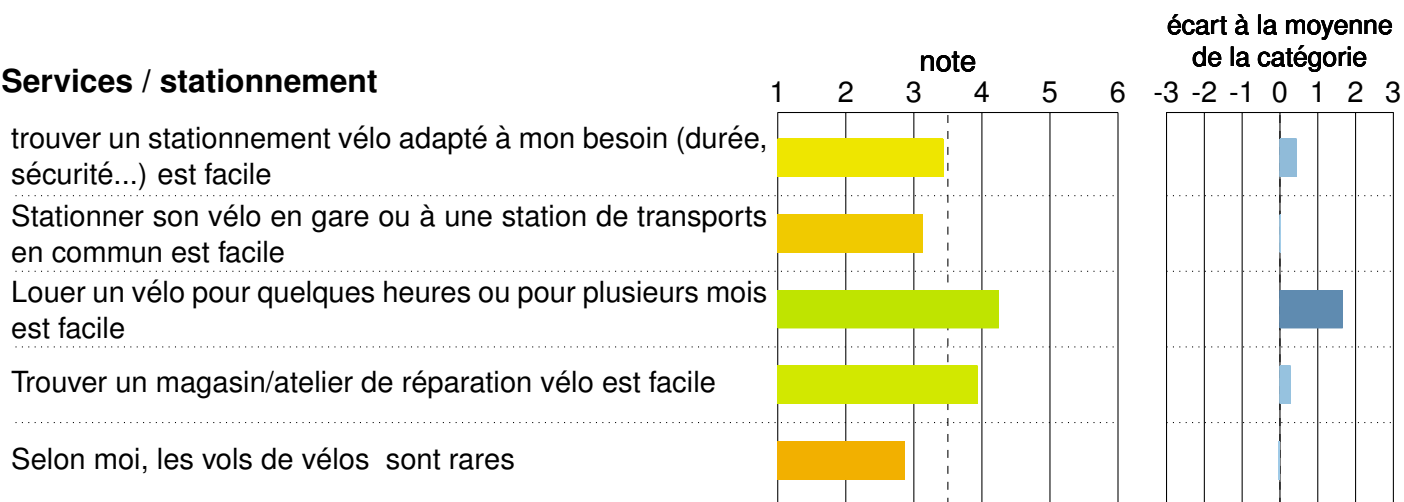 écart à la moyenne
de la catégorie
note
Services / stationnement
1 2 3 4 5 6
-3 -2 -1 0 1 2 3
trouver un stationnement vélo adapté à mon besoin (durée,
sécurité...) est facile
Stationner son vélo en gare ou à une station de transports
en commun est facile
Louer un vélo pour quelques heures ou pour plusieurs mois
est facile
Trouver un magasin/atelier de réparation vélo est facile
Selon moi, les vols de vélos sont rares